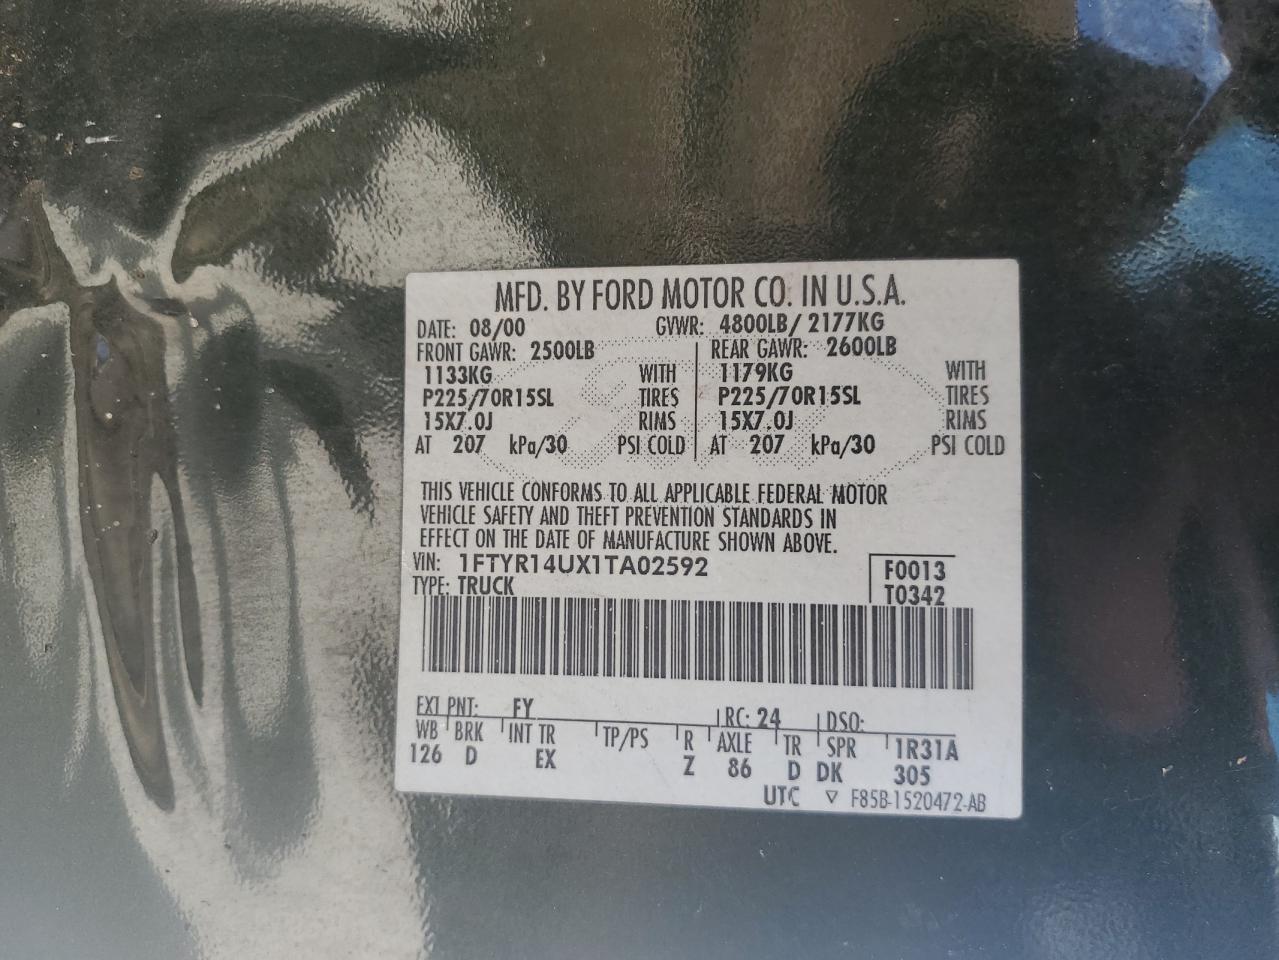 MFD. BY FORD MOTOR CO. IN U.S.A.
DATE: 08/00 GVWR: 4800LB/ 2177KG
FRONT GAWR: 2500LB REAR GAWR: 2600LB
1133KG WITH 1179KG WITH
P225/70R15SL TIRES P225/70R15SL TIRES
15X7.0J RIMS 15X7.0J RIMS
AT 207 kPa/30 PSI COLD AT 207 kPa/30 PSI COLD
THIS VEHICLE CONFORMS TO ALL APPLICABLE FEDERAL MOTOR
VEHICLE SAFETY AND THEFT PREVENTION STANDARDS IN
EFFECT ON THE DATE OF MANUFACTURE SHOWN ABOVE.
VIN: 1FTYR14UX1TA02592 F0013
TYPE: TRUCK T0342
EXT PNT: FY RC: 24 DSO:
WB BRK INT TR TP/PS R AXLE TR SPR 1R31A
126 D EX Z 86 D DK 305
UTC ▽ F85B-1520472-AB